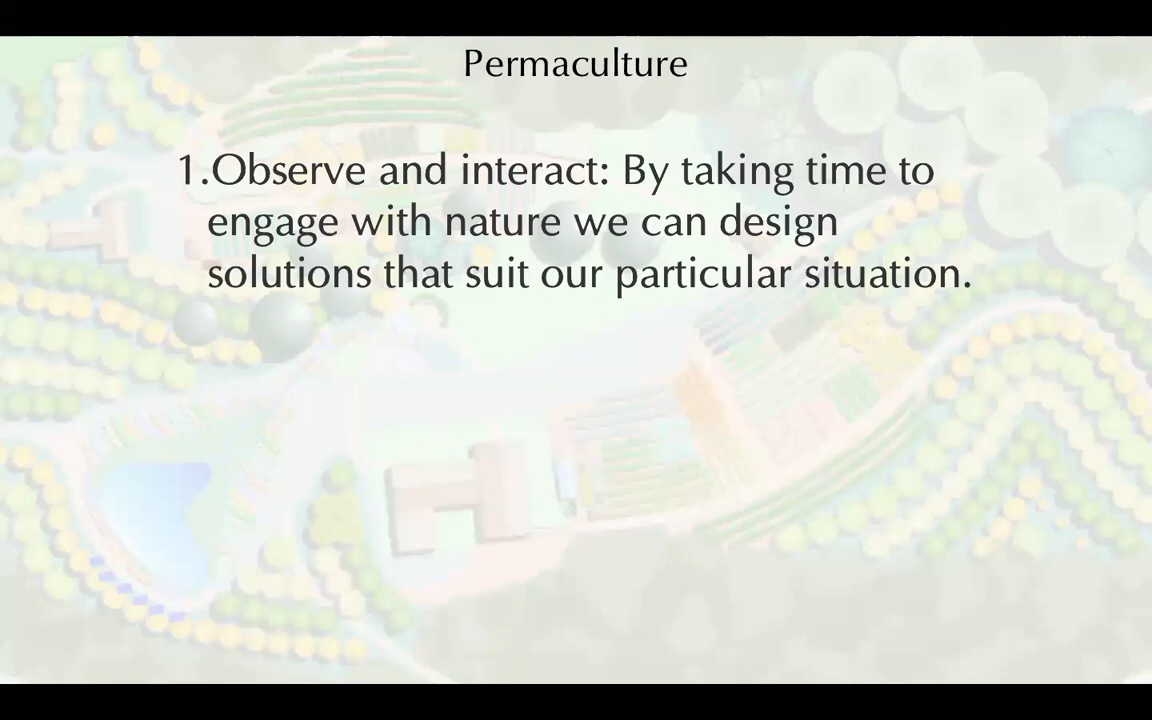 Permaculture
1.Observe and interact: By taking time to
engage with nature we can design
solutions that suit our particular situation.